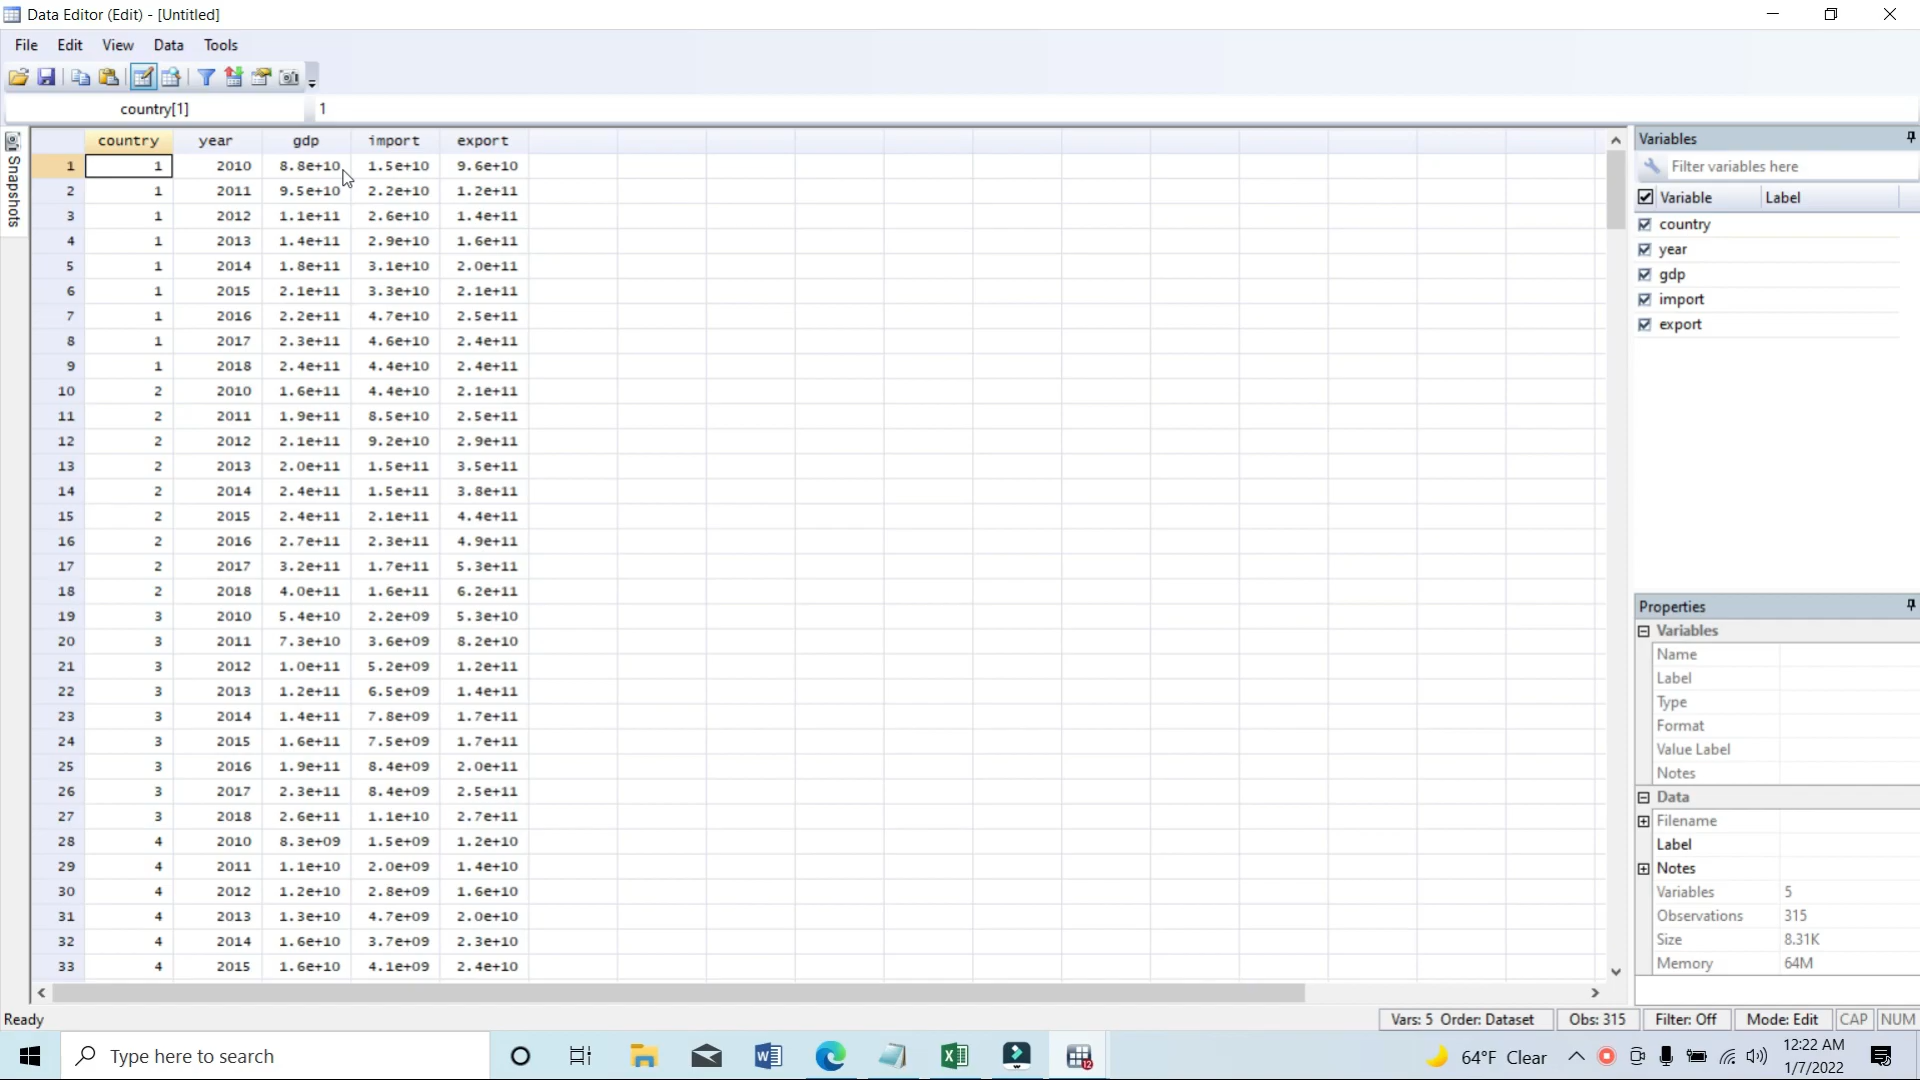 Data Editor (Edit) - [Untitled]
File Edit View Data Tools
country[1] 1
Snapshots
country year gdp import export
1 1 2010 8.8e+10 1.5e+10 9.6e+10
2 1 2011 9.5e+10 2.2e+10 1.2e+11
3 1 2012 1.1e+11 2.6e+10 1.4e+11
4 1 2013 1.4e+11 2.9e+10 1.6e+11
5 1 2014 1.8e+11 3.1e+10 2.0e+11
6 1 2015 2.1e+11 3.3e+10 2.1e+11
7 1 2016 2.2e+11 4.7e+10 2.5e+11
8 1 2017 2.3e+11 4.6e+10 2.4e+11
9 1 2018 2.4e+11 4.4e+10 2.4e+11
10 2 2010 1.6e+11 4.4e+10 2.1e+11
11 2 2011 1.9e+11 8.5e+10 2.5e+11
12 2 2012 2.1e+11 9.2e+10 2.9e+11
13 2 2013 2.0e+11 1.5e+11 3.5e+11
14 2 2014 2.4e+11 1.5e+11 3.8e+11
15 2 2015 2.4e+11 2.1e+11 4.4e+11
16 2 2016 2.7e+11 2.3e+11 4.9e+11
17 2 2017 3.2e+11 1.7e+11 5.3e+11
18 2 2018 4.0e+11 1.6e+11 6.2e+11
19 3 2010 5.4e+10 2.2e+09 5.3e+10
20 3 2011 7.3e+10 3.6e+09 8.2e+10
21 3 2012 1.0e+11 5.2e+09 1.2e+11
22 3 2013 1.2e+11 6.5e+09 1.4e+11
23 3 2014 1.4e+11 7.8e+09 1.7e+11
24 3 2015 1.6e+11 7.5e+09 1.7e+11
25 3 2016 1.9e+11 8.4e+09 2.0e+11
26 3 2017 2.3e+11 8.4e+09 2.5e+11
27 3 2018 2.6e+11 1.1e+10 2.7e+11
28 4 2010 8.3e+09 1.5e+09 1.2e+10
29 4 2011 1.1e+10 2.0e+09 1.4e+10
30 4 2012 1.2e+10 2.8e+09 1.6e+10
31 4 2013 1.3e+10 4.7e+09 2.0e+10
32 4 2014 1.6e+10 3.7e+09 2.3e+10
33 4 2015 1.6e+10 4.1e+09 2.4e+10
Variables
Filter variables here
Variable Label
country
year
gdp
import
export
Properties
Variables
Name
Label
Type
Format
Value Label
Notes
Data
Filename
Label
Notes
Variables 5
Observations 315
Size 8.31K
Memory 64M
Ready
Vars: 5 Order: Dataset Obs: 315 Filter: Off Mode: Edit CAP NUM
Type here to search
12
64°F Clear
12:22 AM
1/7/2022